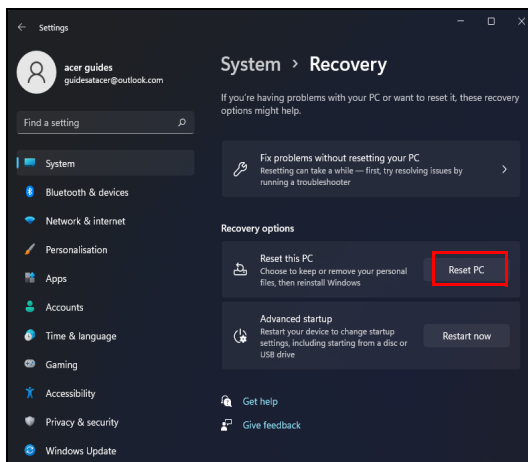 Settings
acer guides
guidesatacer@outlook.com
Find a setting
System
Bluetooth & devices
Network & internet
Personalisation
Apps
Accounts
Time & language
Gaming
Accessibility
Privacy & security
Windows Update
System > Recovery
If you're having problems with your PC or want to reset it, these recovery
options might help.
Fix problems without resetting your PC
Resetting can take a while — first, try resolving issues by
running a troubleshooter
Recovery options
Reset this PC
Choose to keep or remove your personal
files, then reinstall Windows
Reset PC
Advanced startup
Restart your device to change startup
settings, including starting from a disc or
USB drive
Restart now
Get help
Give feedback